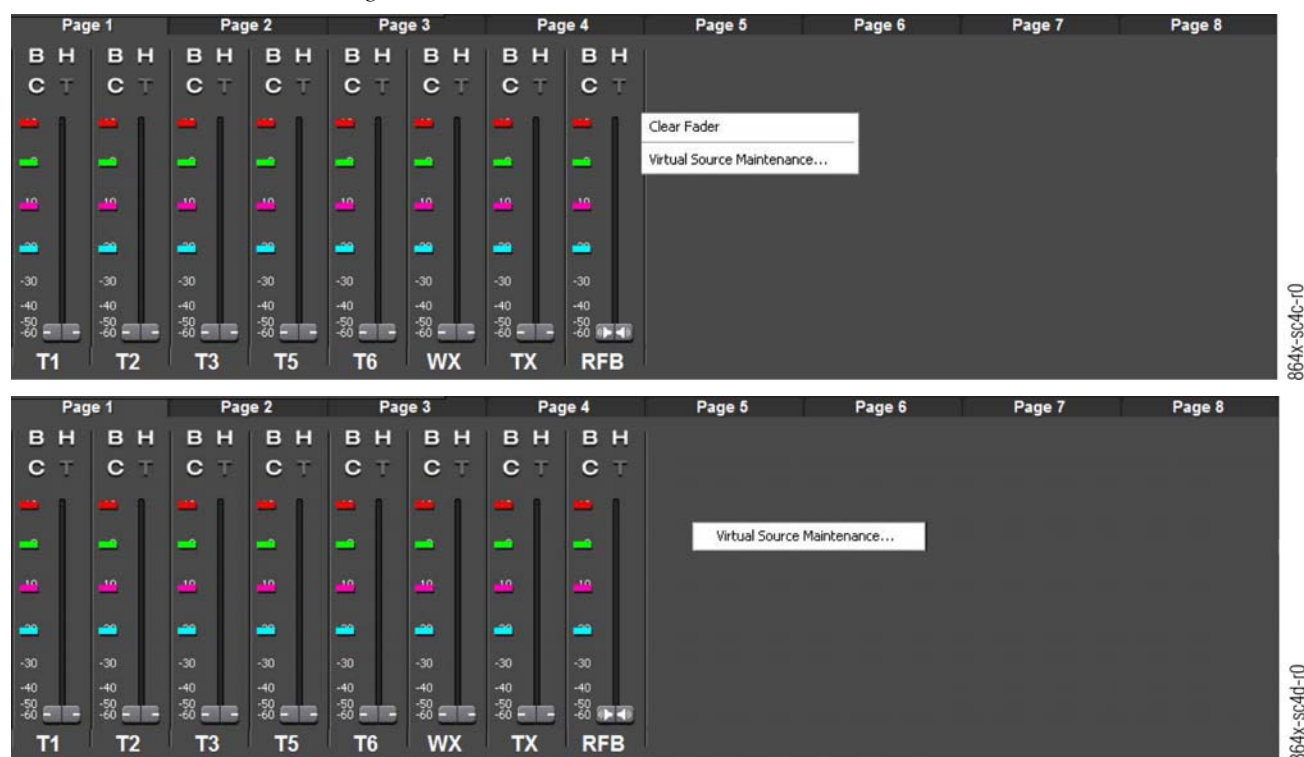 Page 1 Page 2 Page 3 Page 4 Page 5 Page 6 Page 7 Page 8
B H B H B H B H B H B H B H B H
C T C T C T C T C T C T C T C T
Clear Fader
Virtual Source Maintenance...
-30 -30 -30 -30 -30 -30 -30 -30
-40 -40 -40 -40 -40 -40 -40 -40
-50 -50 -50 -50 -50 -50 -50 -50
-60 -60 -60 -60 -60 -60 -60 -60
T1 T2 T3 T5 T6 WX TX RFB
864x-sc4c-r0
Page 1 Page 2 Page 3 Page 4 Page 5 Page 6 Page 7 Page 8
B H B H B H B H B H B H B H B H
C T C T C T C T C T C T C T C T
Virtual Source Maintenance...
-30 -30 -30 -30 -30 -30 -30 -30
-40 -40 -40 -40 -40 -40 -40 -40
-50 -50 -50 -50 -50 -50 -50 -50
-60 -60 -60 -60 -60 -60 -60 -60
T1 T2 T3 T5 T6 WX TX RFB
864x-sc4d-r0